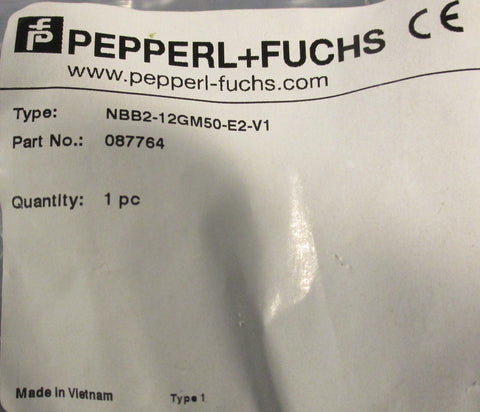 PEPPERL+FUCHS CE
www.pepperl-fuchs.com
Type: NBB2-12GM50-E2-V1
Part No.: 087764
Quantity: 1 pc
Made in Vietnam Type 1